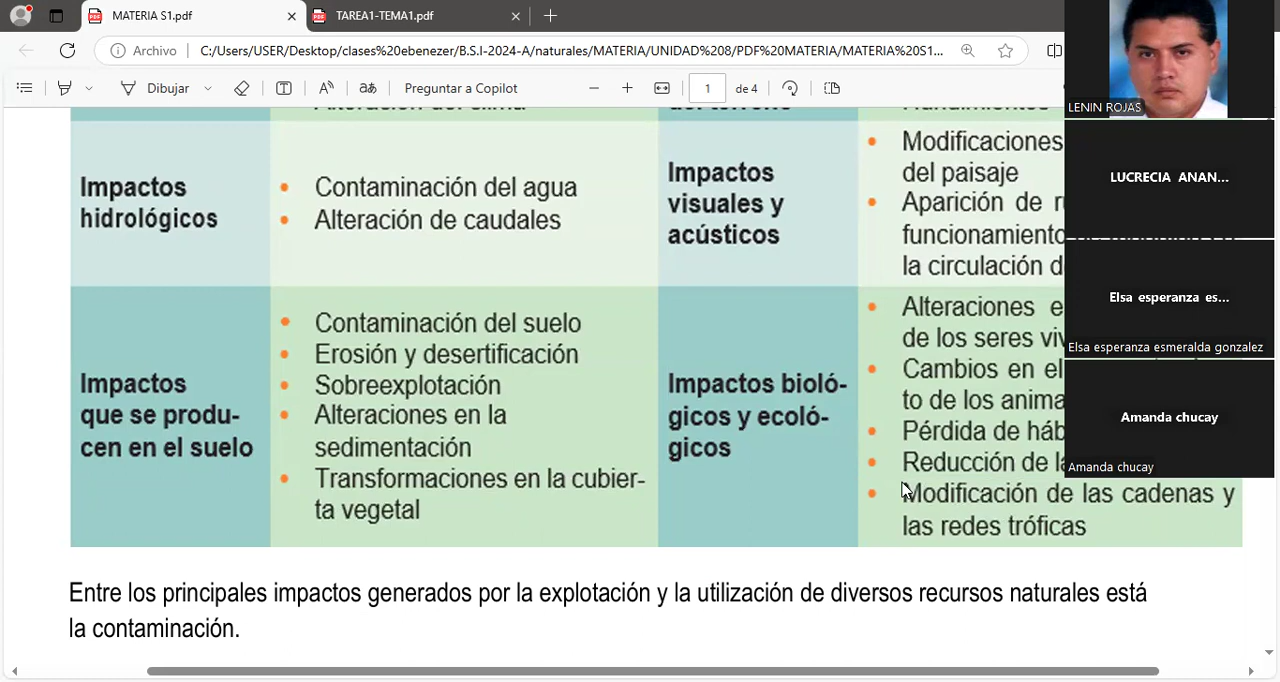 MATERIA S1.pdf
TAREA1-TEMA1.pdf
Archivo
C:/Users/USER/Desktop/clases%20ebenezer/B.S.I-2024-A/naturales/MATERIA/UNIDAD%208/PDF%20MATERIA/MATERIA%20S1...
Dibujar
Preguntar a Copilot
1
de 4
LENIN ROJAS
LUCRECIA ANAN...
Elsa esperanza es...
Elsa esperanza esmeralda gonzalez
Amanda chucay
Amanda chucay
Impactos
hidrológicos
• Contaminación del agua
• Alteración de caudales
Impactos
visuales y
acústicos
• Modificaciones
del paisaje
• Aparición de
funcionamiento
la circulación
Impactos
que se produ-
cen en el suelo
• Contaminación del suelo
• Erosión y desertificación
• Sobreexplotación
• Alteraciones en la
sedimentación
• Transformaciones en la cubier-
ta vegetal
Impactos bioló-
gicos y ecoló-
gicos
• Alteraciones
de los seres
• Cambios en el
to de los
• Pérdida de
• Reducción de
• Modificación de las cadenas y
las redes tróficas
Entre los principales impactos generados por la explotación y la utilización de diversos recursos naturales está
la contaminación.